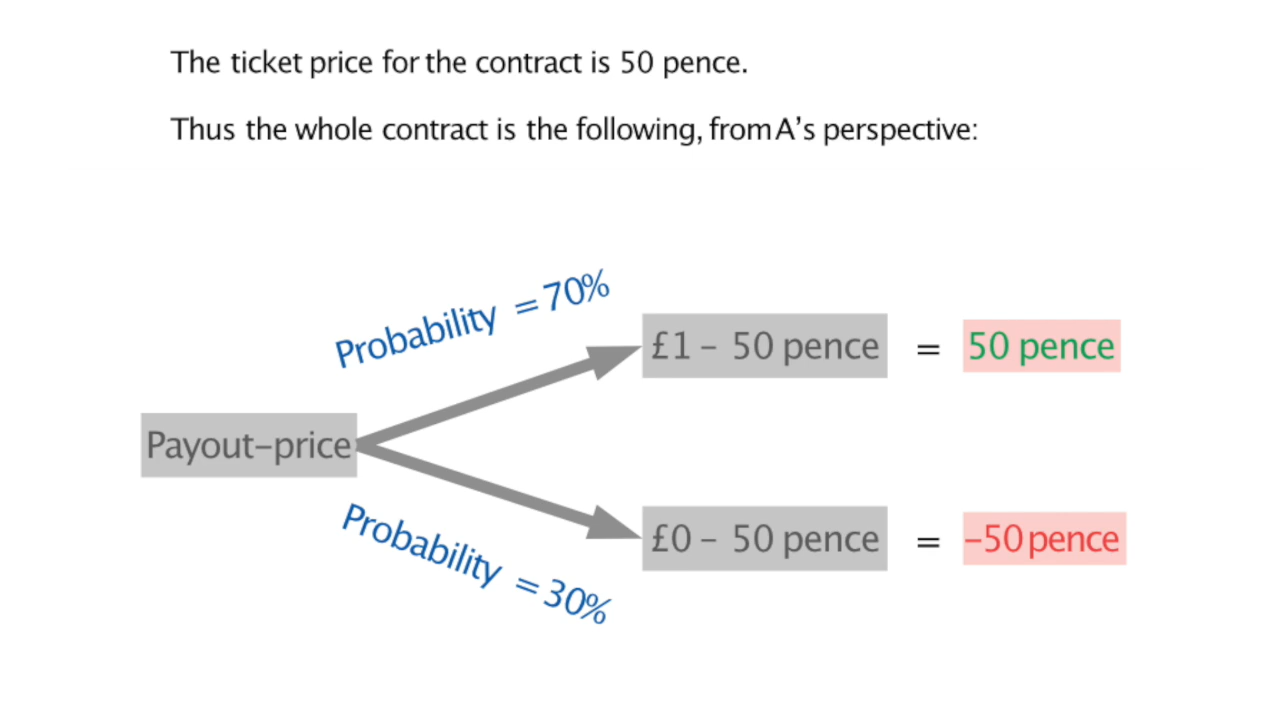 The ticket price for the contract is 50 pence.
Thus the whole contract is the following, from A’s perspective:
Probability = 70%
£1 – 50 pence = 50 pence
Payout–price
Probability = 30%
£0 – 50 pence = –50 pence